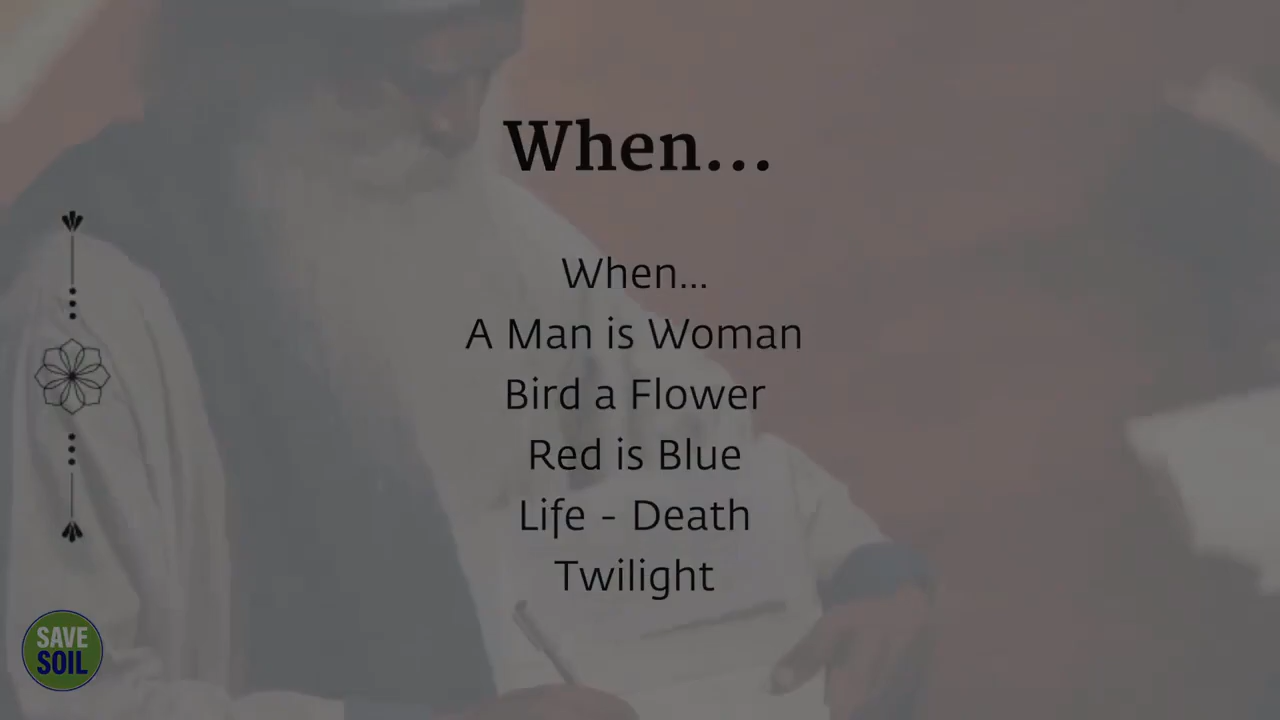 When...
When...
A Man is Woman
Bird a Flower
Red is Blue
Life - Death
Twilight
SAVE
SOIL